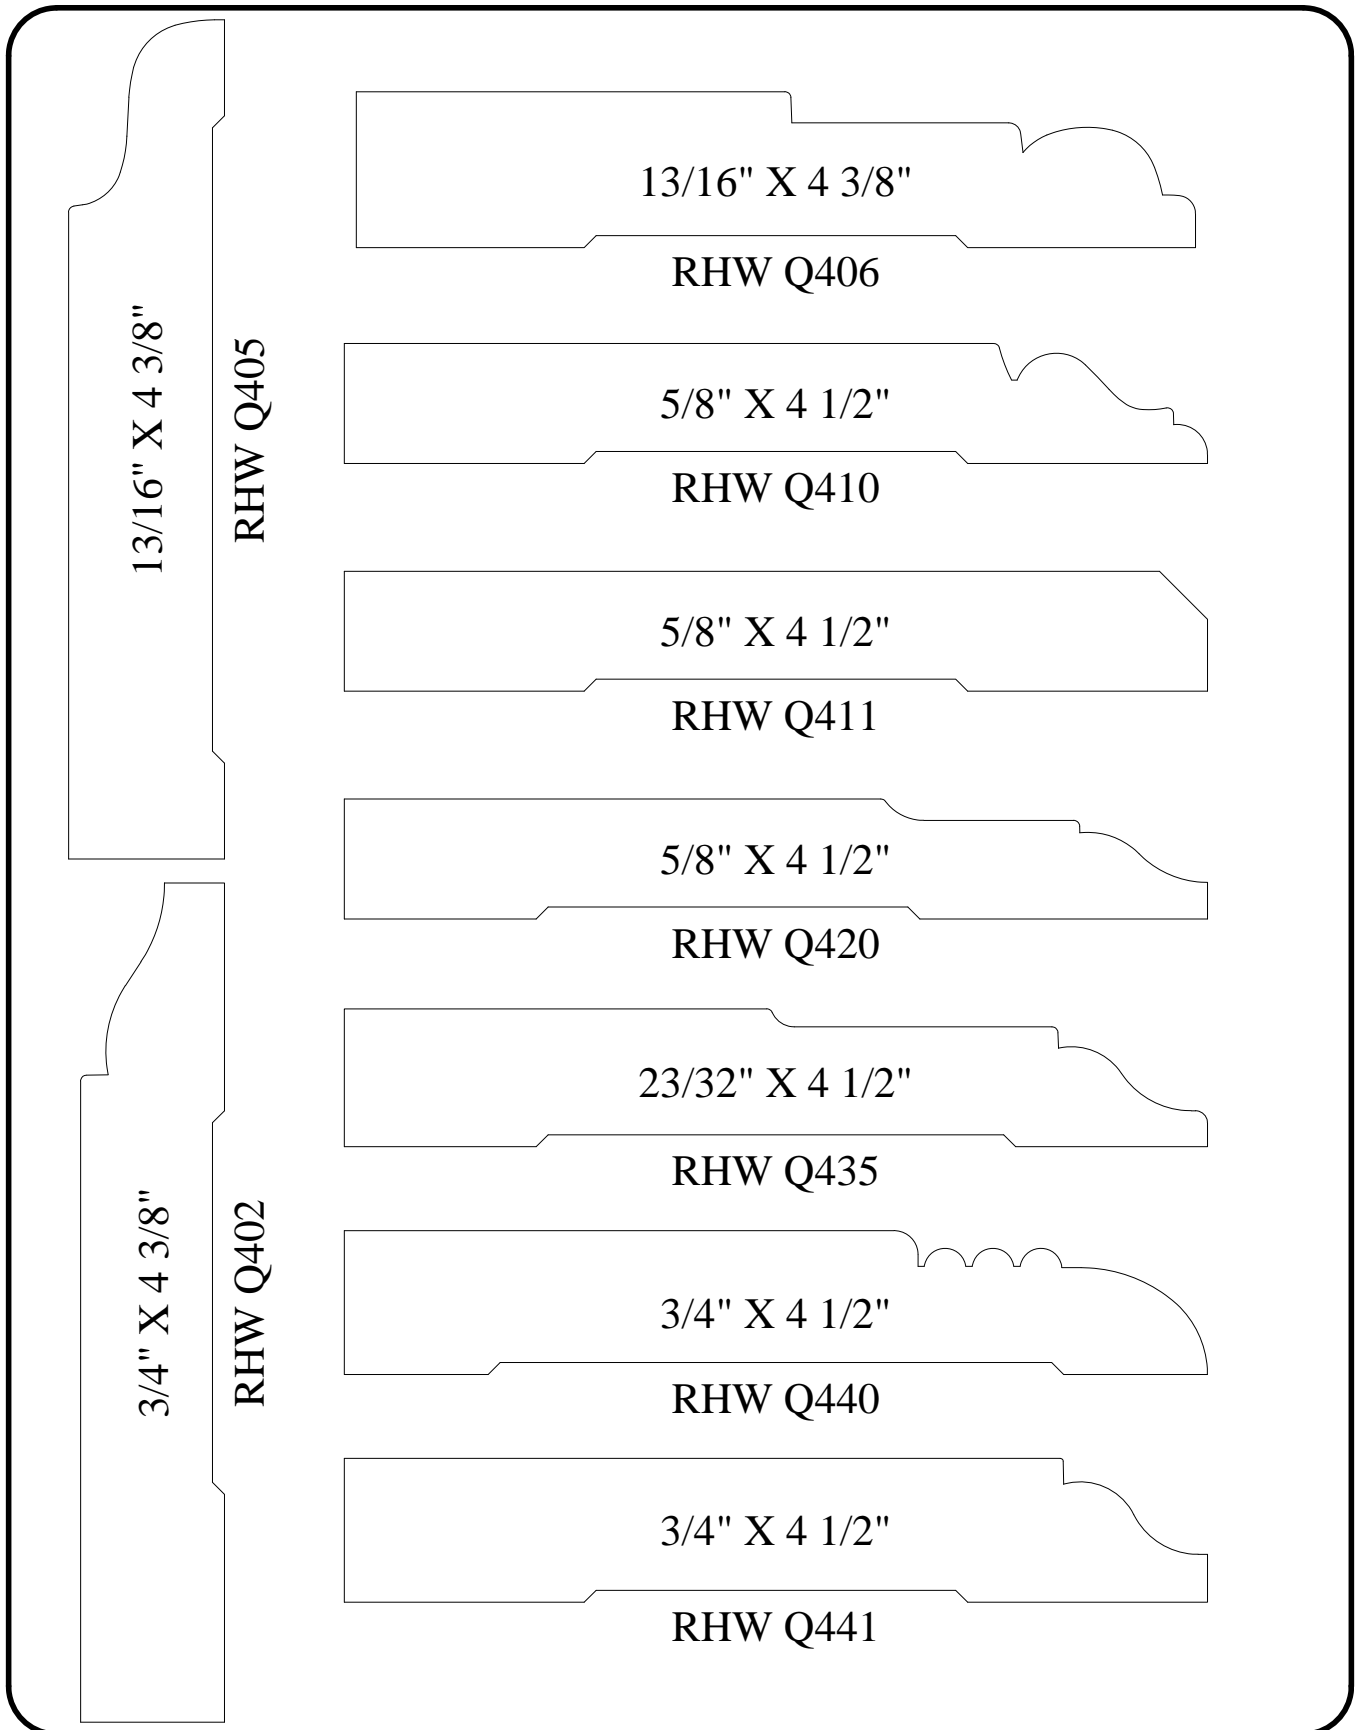 13/16" X 4 3/8"
RHW Q405
3/4" X 4 3/8"
RHW Q402
13/16" X 4 3/8"
RHW Q406
5/8" X 4 1/2"
RHW Q410
5/8" X 4 1/2"
RHW Q411
5/8" X 4 1/2"
RHW Q420
23/32" X 4 1/2"
RHW Q435
3/4" X 4 1/2"
RHW Q440
3/4" X 4 1/2"
RHW Q441